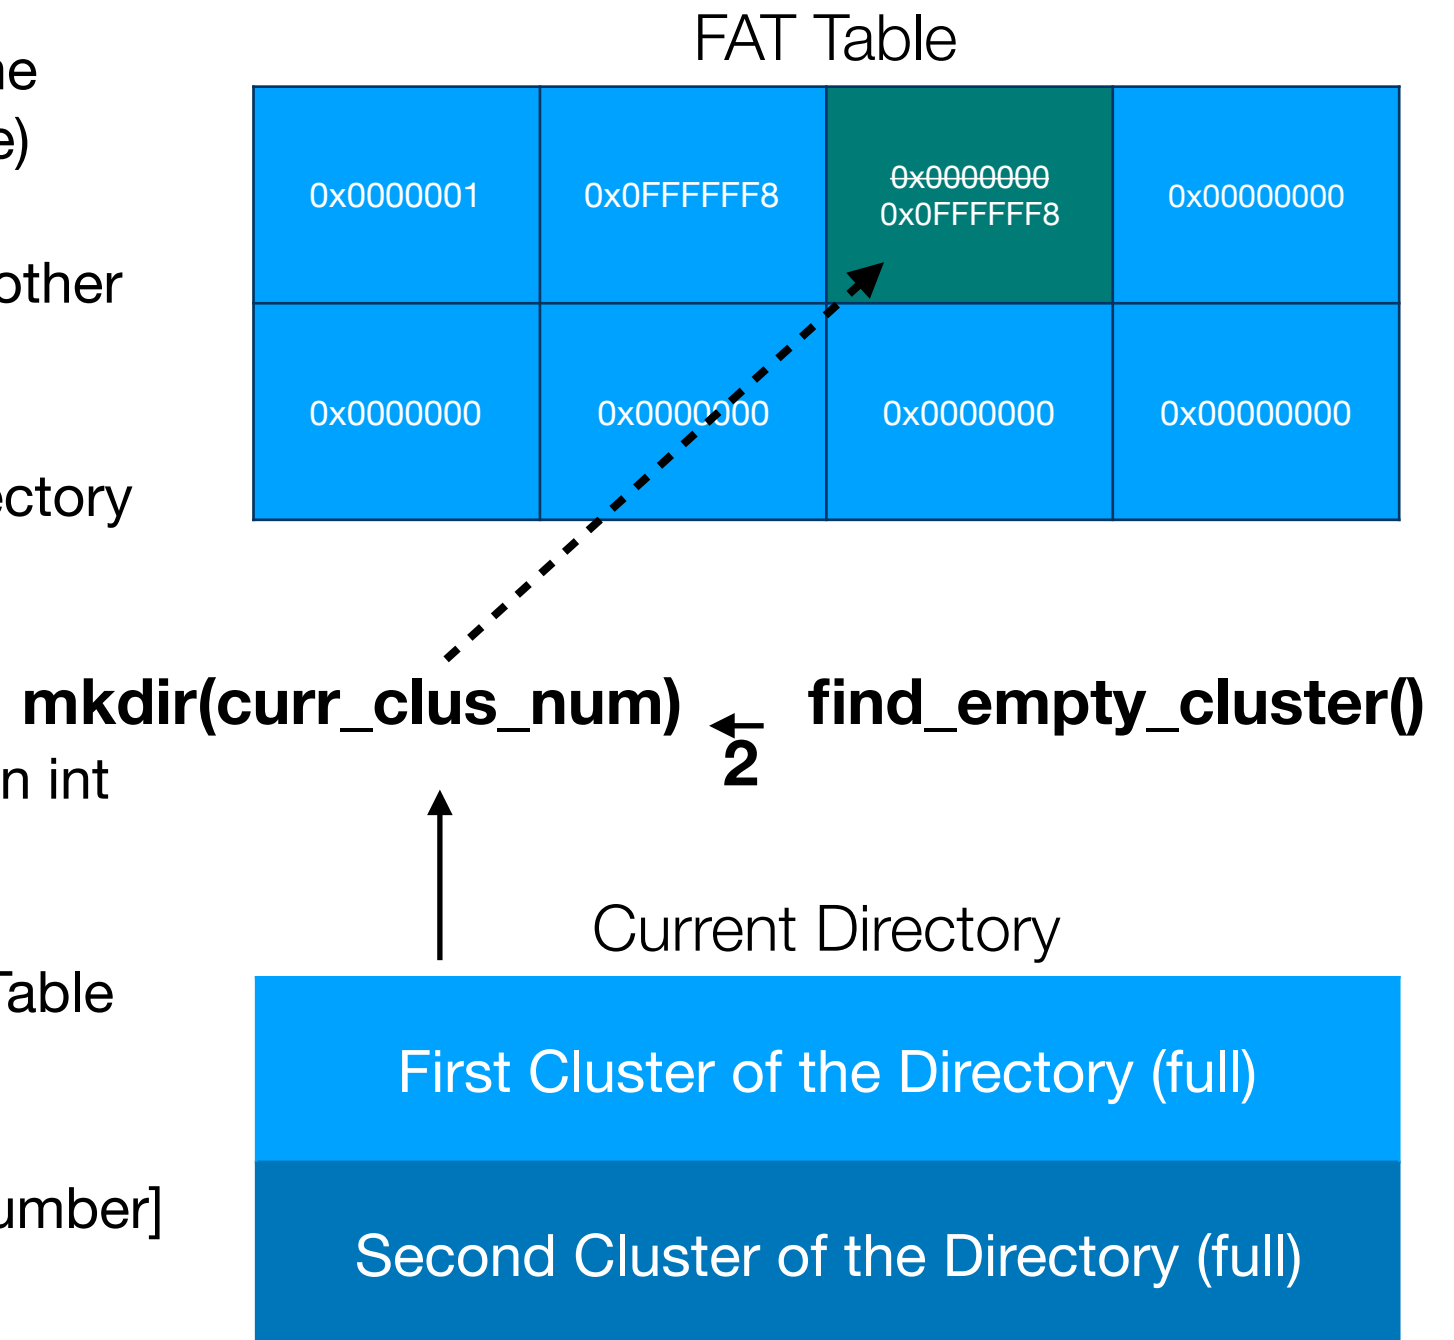 FAT Table
ne
e)
0x0000001 0x0FFFFFF8 0x0000000 0x00000000
0x0FFFFFF8
other
0x0000000 0x0000000 0x0000000 0x00000000
ectory
mkdir(curr_clus_num) find_empty_cluster()
2
n int
Current Directory
Table
First Cluster of the Directory (full)
umber]
Second Cluster of the Directory (full)